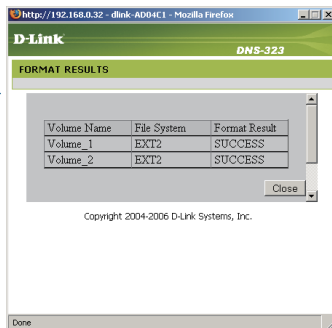 http://192.168.0.32 - dlink-AD04C1 - Mozilla Firefox
D-Link
DNS-323
FORMAT RESULTS
Volume Name File System Format Result
Volume_1 EXT2 SUCCESS
Volume_2 EXT2 SUCCESS
Close
Copyright 2004-2006 D-Link Systems, Inc.
Done